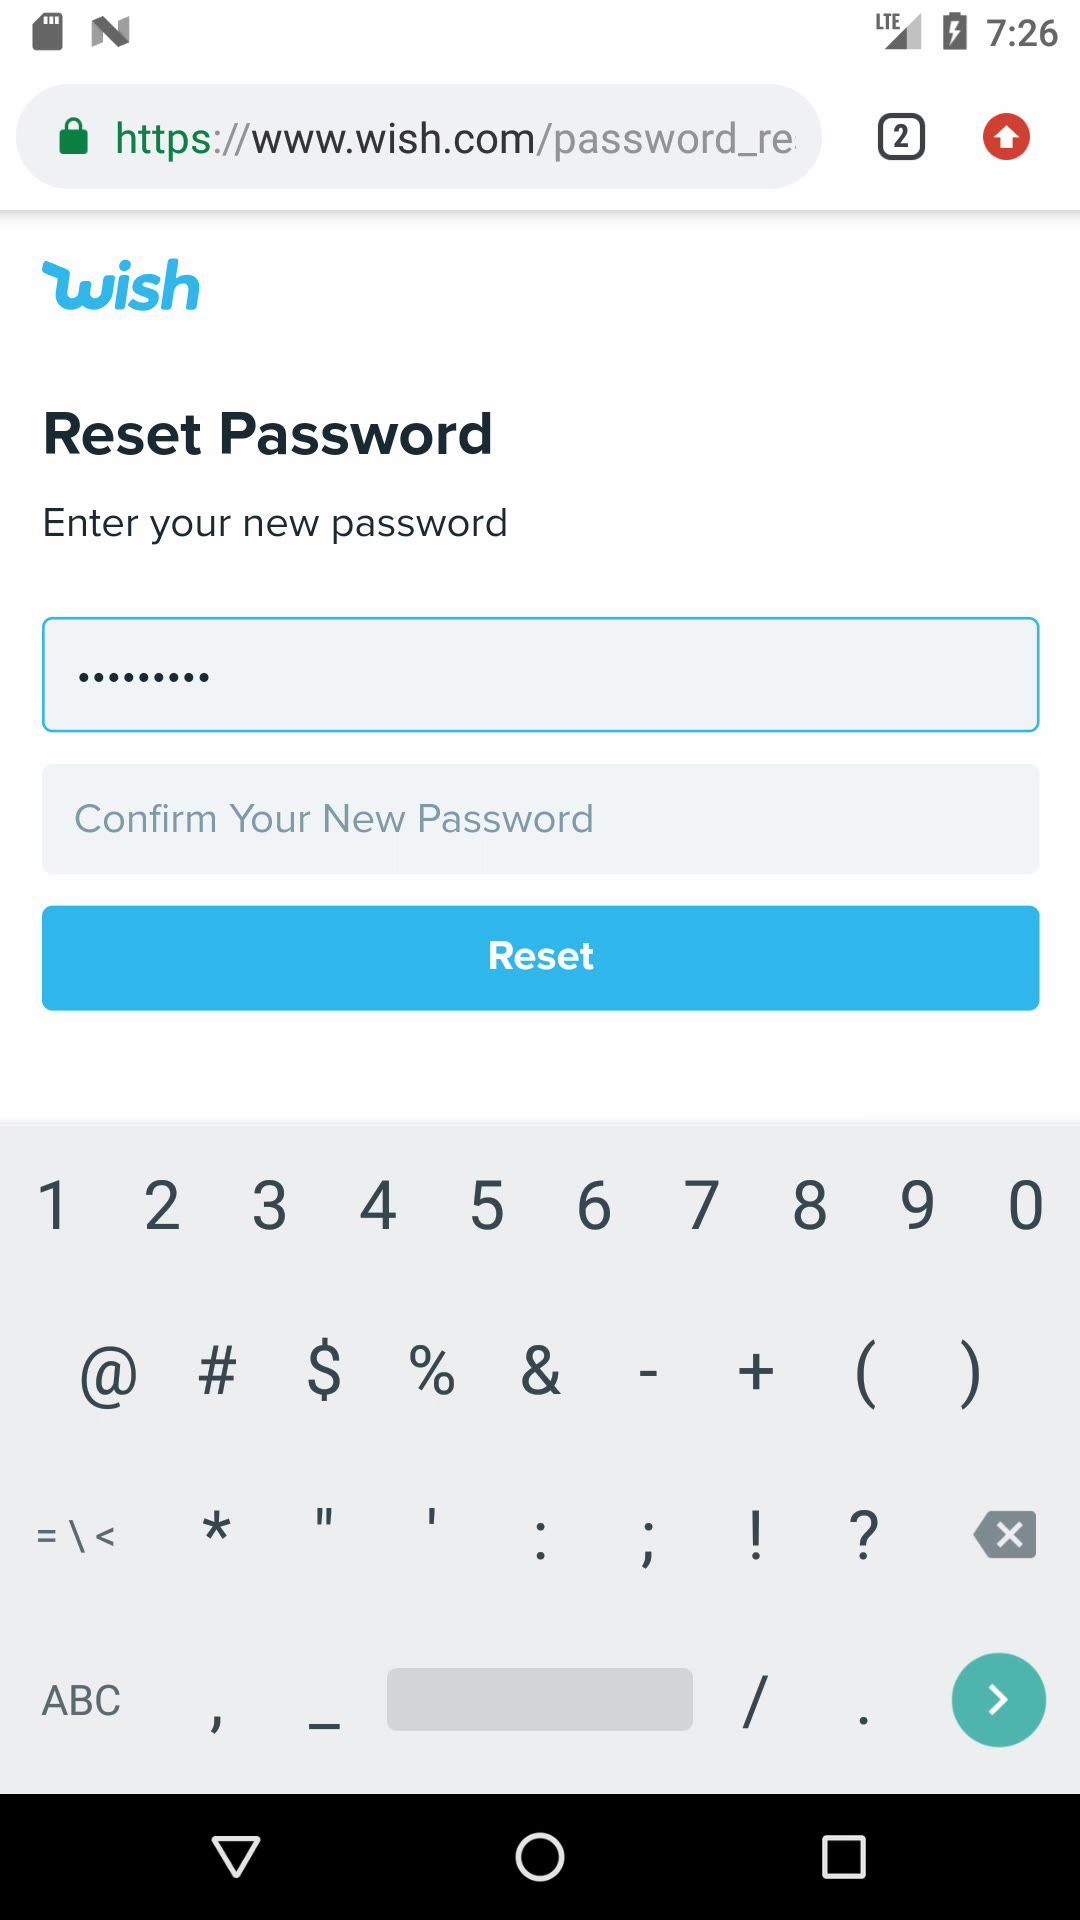 LTE 7:26
https://www.wish.com/password_re
2
wish
Reset Password
Enter your new password
•••••••••
Confirm Your New Password
Reset
1 2 3 4 5 6 7 8 9 0
@ # $ % & - + ( )
= \ < * " ' : ; ! ?
ABC , _ / .